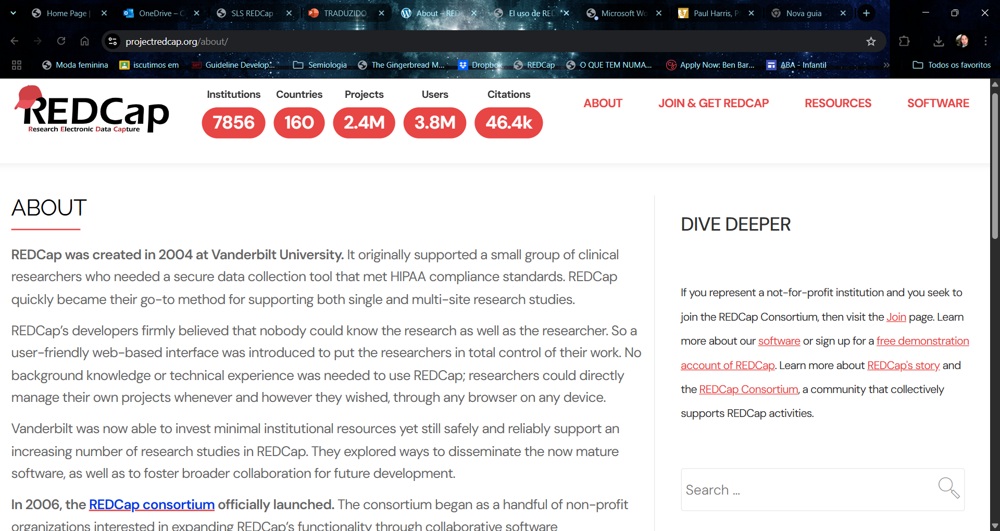 Home Page |
OneDrive – C
SLS REDCap
TRADUZIDO_
About – RED
El uso de RED
Microsoft Wo
Paul Harris, P
Nova guia
projectredcap.org/about/
Moda feminina
iscutimos em
Guideline Develop...
Semiologia
The Gingerbread M...
Dropbox
REDCap
O QUE TEM NUMA...
Apply Now: Ben Bar...
ABA - Infantil
Todos os favoritos
REDCap
Research Electronic Data Capture
Institutions Countries Projects Users Citations
7856 160 2.4M 3.8M 46.4k
ABOUT JOIN & GET REDCAP RESOURCES SOFTWARE
ABOUT
REDCap was created in 2004 at Vanderbilt University. It originally supported a small group of clinical
researchers who needed a secure data collection tool that met HIPAA compliance standards. REDCap
quickly became their go-to method for supporting both single and multi-site research studies.
REDCap’s developers firmly believed that nobody could know the research as well as the researcher. So a
user-friendly web-based interface was introduced to put the researchers in total control of their work. No
background knowledge or technical experience was needed to use REDCap; researchers could directly
manage their own projects whenever and however they wished, through any browser on any device.
Vanderbilt was now able to invest minimal institutional resources yet still safely and reliably support an
increasing number of research studies in REDCap. They explored ways to disseminate the now mature
software, as well as to foster broader collaboration for future development.
In 2006, the REDCap consortium officially launched. The consortium began as a handful of non-profit
organizations interested in expanding REDCap’s functionality through collaborative software
DIVE DEEPER
If you represent a not-for-profit institution and you seek to
join the REDCap Consortium, then visit the Join page. Learn
more about our software or sign up for a free demonstration
account of REDCap. Learn more about REDCap's story and
the REDCap Consortium, a community that collectively
supports REDCap activities.
Search ...